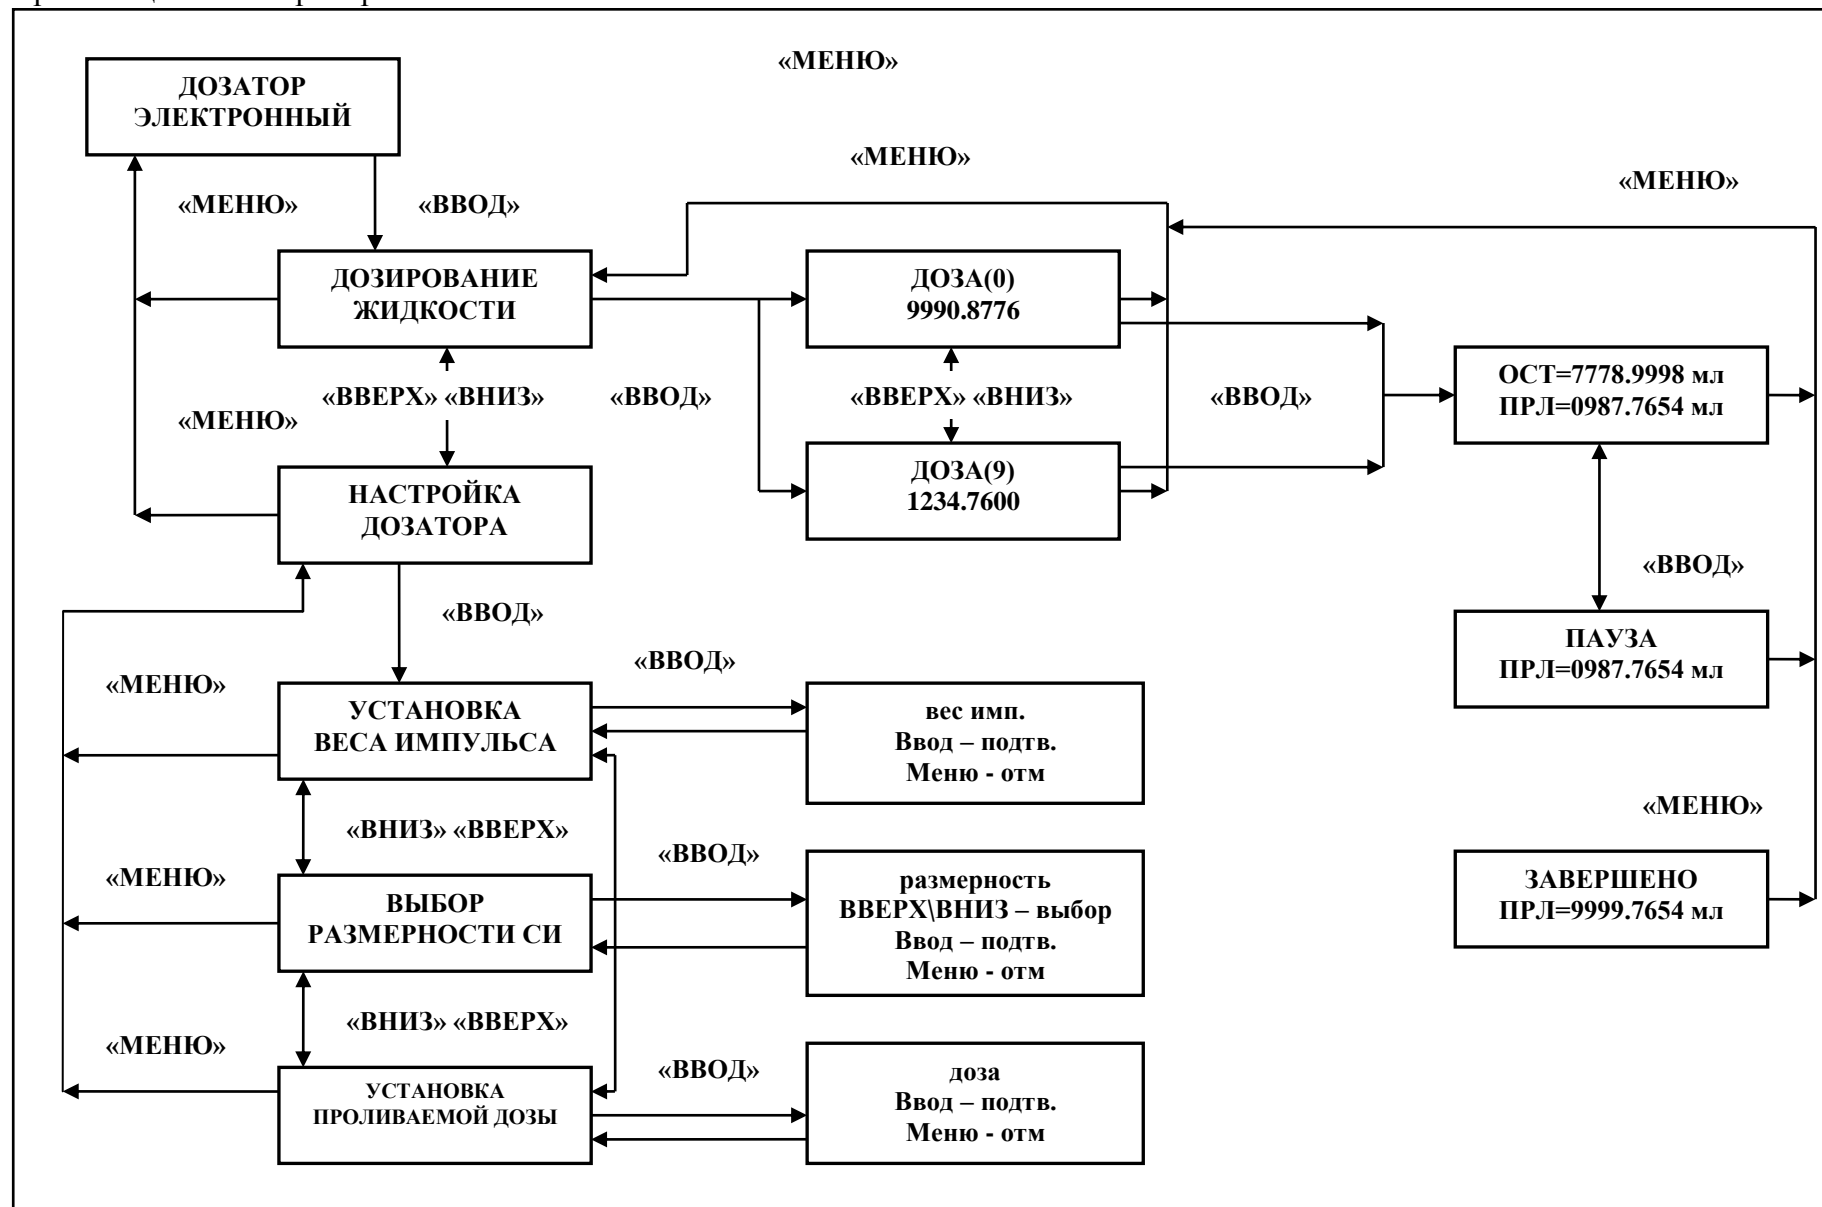 «МЕНЮ»
ДОЗАТОР
ЭЛЕКТРОННЫЙ
«МЕНЮ»
«МЕНЮ»
«МЕНЮ»
«ВВОД»
ДОЗИРОВАНИЕ
ЖИДКОСТИ
ДОЗА(0)
9990.8776
«ВВЕРХ» «ВНИЗ»
«ВВОД»
«ВВЕРХ» «ВНИЗ»
«ВВОД»
ОСТ=7778.9998 мл
ПРЛ=0987.7654 мл
«МЕНЮ»
НАСТРОЙКА
ДОЗАТОРА
ДОЗА(9)
1234.7600
«ВВОД»
«ВВОД»
ПАУЗА
ПРЛ=0987.7654 мл
«МЕНЮ»
«ВВОД»
УСТАНОВКА
ВЕСА ИМПУЛЬСА
вес имп.
Ввод – подтв.
Меню - отм
«МЕНЮ»
«ВНИЗ» «ВВЕРХ»
«ВВОД»
«МЕНЮ»
ВЫБОР
РАЗМЕРНОСТИ СИ
размерность
ВВЕРХ\ВНИЗ – выбор
Ввод – подтв.
Меню - отм
ЗАВЕРШЕНО
ПРЛ=9999.7654 мл
«ВНИЗ» «ВВЕРХ»
«МЕНЮ»
«ВВОД»
УСТАНОВКА
ПРОЛИВАЕМОЙ ДОЗЫ
доза
Ввод – подтв.
Меню - отм